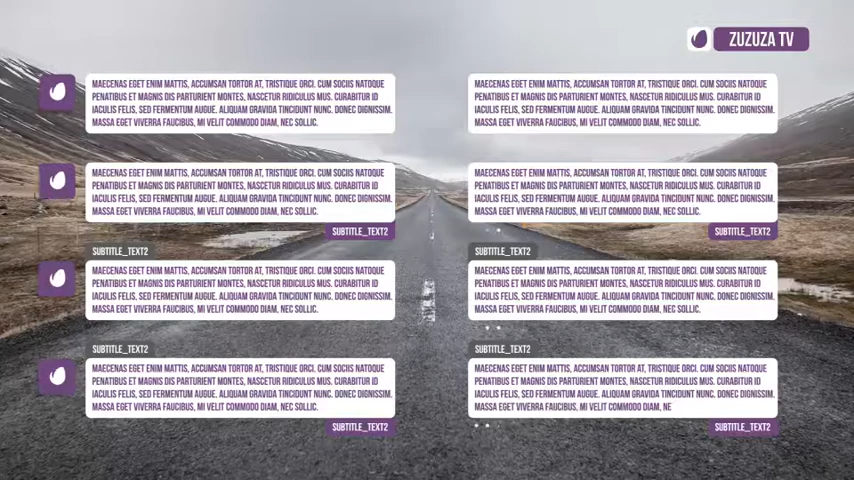 ZUZUZA TV
MAECENAS EGET ENIM MATTIS, ACCUMSAN TORTOR AT, TRISTIQUE ORCI. CUM SOCIIS NATOQUE
PENATIBUS ET MAGNIS DIS PARTURIENT MONTES, NASCETUR RIDICULUS MUS. CURABITUR ID
IACULIS FELIS, SED FERMENTUM AUGUE. ALIQUAM GRAVIDA TINCIDUNT NUNC. DONEC DIGNISSIM.
MASSA EGET VIVERRA FAUCIBUS, MI VELIT COMMODO DIAM, NEC SOLLIC.
MAECENAS EGET ENIM MATTIS, ACCUMSAN TORTOR AT, TRISTIQUE ORCI. CUM SOCIIS NATOQUE
PENATIBUS ET MAGNIS DIS PARTURIENT MONTES, NASCETUR RIDICULUS MUS. CURABITUR ID
IACULIS FELIS, SED FERMENTUM AUGUE. ALIQUAM GRAVIDA TINCIDUNT NUNC. DONEC DIGNISSIM.
MASSA EGET VIVERRA FAUCIBUS, MI VELIT COMMODO DIAM, NEC SOLLIC.
SUBTITLE_TEXT2
SUBTITLE_TEXT2
MAECENAS EGET ENIM MATTIS, ACCUMSAN TORTOR AT, TRISTIQUE ORCI. CUM SOCIIS NATOQUE
PENATIBUS ET MAGNIS DIS PARTURIENT MONTES, NASCETUR RIDICULUS MUS. CURABITUR ID
IACULIS FELIS, SED FERMENTUM AUGUE. ALIQUAM GRAVIDA TINCIDUNT NUNC. DONEC DIGNISSIM.
MASSA EGET VIVERRA FAUCIBUS, MI VELIT COMMODO DIAM, NEC SOLLIC.
SUBTITLE_TEXT2
MAECENAS EGET ENIM MATTIS, ACCUMSAN TORTOR AT, TRISTIQUE ORCI. CUM SOCIIS NATOQUE
PENATIBUS ET MAGNIS DIS PARTURIENT MONTES, NASCETUR RIDICULUS MUS. CURABITUR ID
IACULIS FELIS, SED FERMENTUM AUGUE. ALIQUAM GRAVIDA TINCIDUNT NUNC. DONEC DIGNISSIM.
MASSA EGET VIVERRA FAUCIBUS, MI VELIT COMMODO DIAM, NEC SOLLIC.
SUBTITLE_TEXT2
MAECENAS EGET ENIM MATTIS, ACCUMSAN TORTOR AT, TRISTIQUE ORCI. CUM SOCIIS NATOQUE
PENATIBUS ET MAGNIS DIS PARTURIENT MONTES, NASCETUR RIDICULUS MUS. CURABITUR ID
IACULIS FELIS, SED FERMENTUM AUGUE. ALIQUAM GRAVIDA TINCIDUNT NUNC. DONEC DIGNISSIM.
MASSA EGET VIVERRA FAUCIBUS, MI VELIT COMMODO DIAM, NEC SOLLIC.
MAECENAS EGET ENIM MATTIS, ACCUMSAN TORTOR AT, TRISTIQUE ORCI. CUM SOCIIS NATOQUE
PENATIBUS ET MAGNIS DIS PARTURIENT MONTES, NASCETUR RIDICULUS MUS. CURABITUR ID
IACULIS FELIS, SED FERMENTUM AUGUE. ALIQUAM GRAVIDA TINCIDUNT NUNC. DONEC DIGNISSIM.
MASSA EGET VIVERRA FAUCIBUS, MI VELIT COMMODO DIAM, NEC SOLLIC.
SUBTITLE_TEXT2
SUBTITLE_TEXT2
MAECENAS EGET ENIM MATTIS, ACCUMSAN TORTOR AT, TRISTIQUE ORCI. CUM SOCIIS NATOQUE
PENATIBUS ET MAGNIS DIS PARTURIENT MONTES, NASCETUR RIDICULUS MUS. CURABITUR ID
IACULIS FELIS, SED FERMENTUM AUGUE. ALIQUAM GRAVIDA TINCIDUNT NUNC. DONEC DIGNISSIM.
MASSA EGET VIVERRA FAUCIBUS, MI VELIT COMMODO DIAM, NEC SOLLIC.
SUBTITLE_TEXT2
MAECENAS EGET ENIM MATTIS, ACCUMSAN TORTOR AT, TRISTIQUE ORCI. CUM SOCIIS NATOQUE
PENATIBUS ET MAGNIS DIS PARTURIENT MONTES, NASCETUR RIDICULUS MUS. CURABITUR ID
IACULIS FELIS, SED FERMENTUM AUGUE. ALIQUAM GRAVIDA TINCIDUNT NUNC. DONEC DIGNISSIM.
MASSA EGET VIVERRA FAUCIBUS, MI VELIT COMMODO DIAM, NE
SUBTITLE_TEXT2